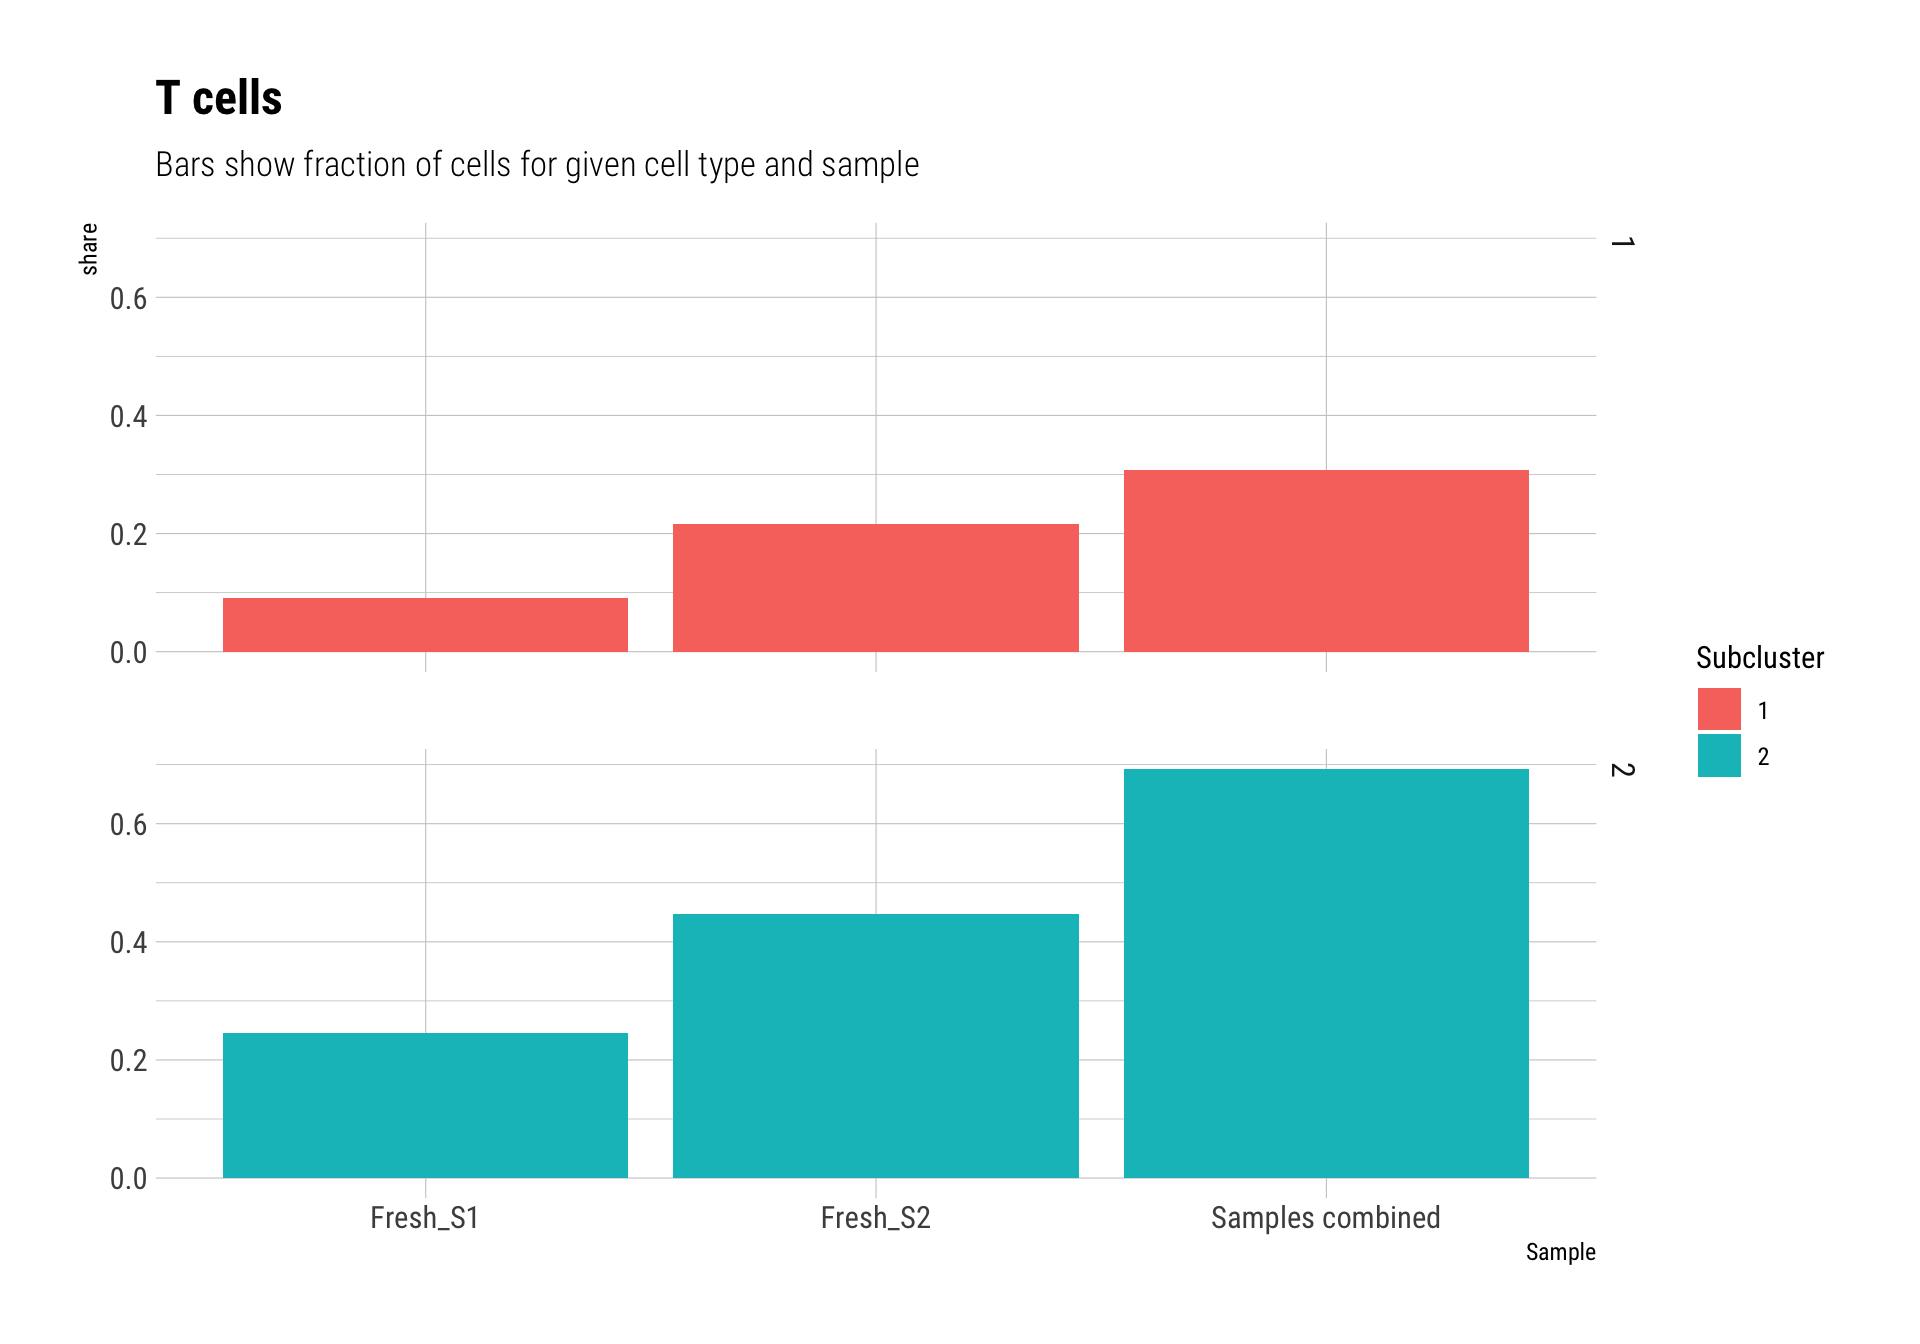 T cells
Bars show fraction of cells for given cell type and sample
share
1
0.6
0.4
0.2
0.0
Subcluster
1
2
2
0.6
0.4
0.2
0.0
Fresh_S1 Fresh_S2 Samples combined
Sample